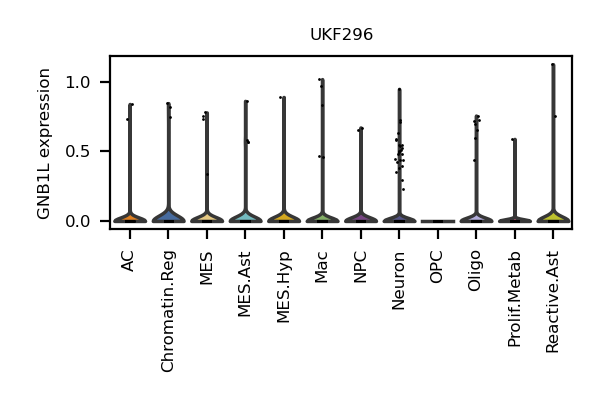 UKF296
GNB1L expression
1.0
0.5
0.0
AC
Chromatin.Reg
MES
MES.Ast
MES.Hyp
Mac
NPC
Neuron
OPC
Oligo
Prolif.Metab
Reactive.Ast